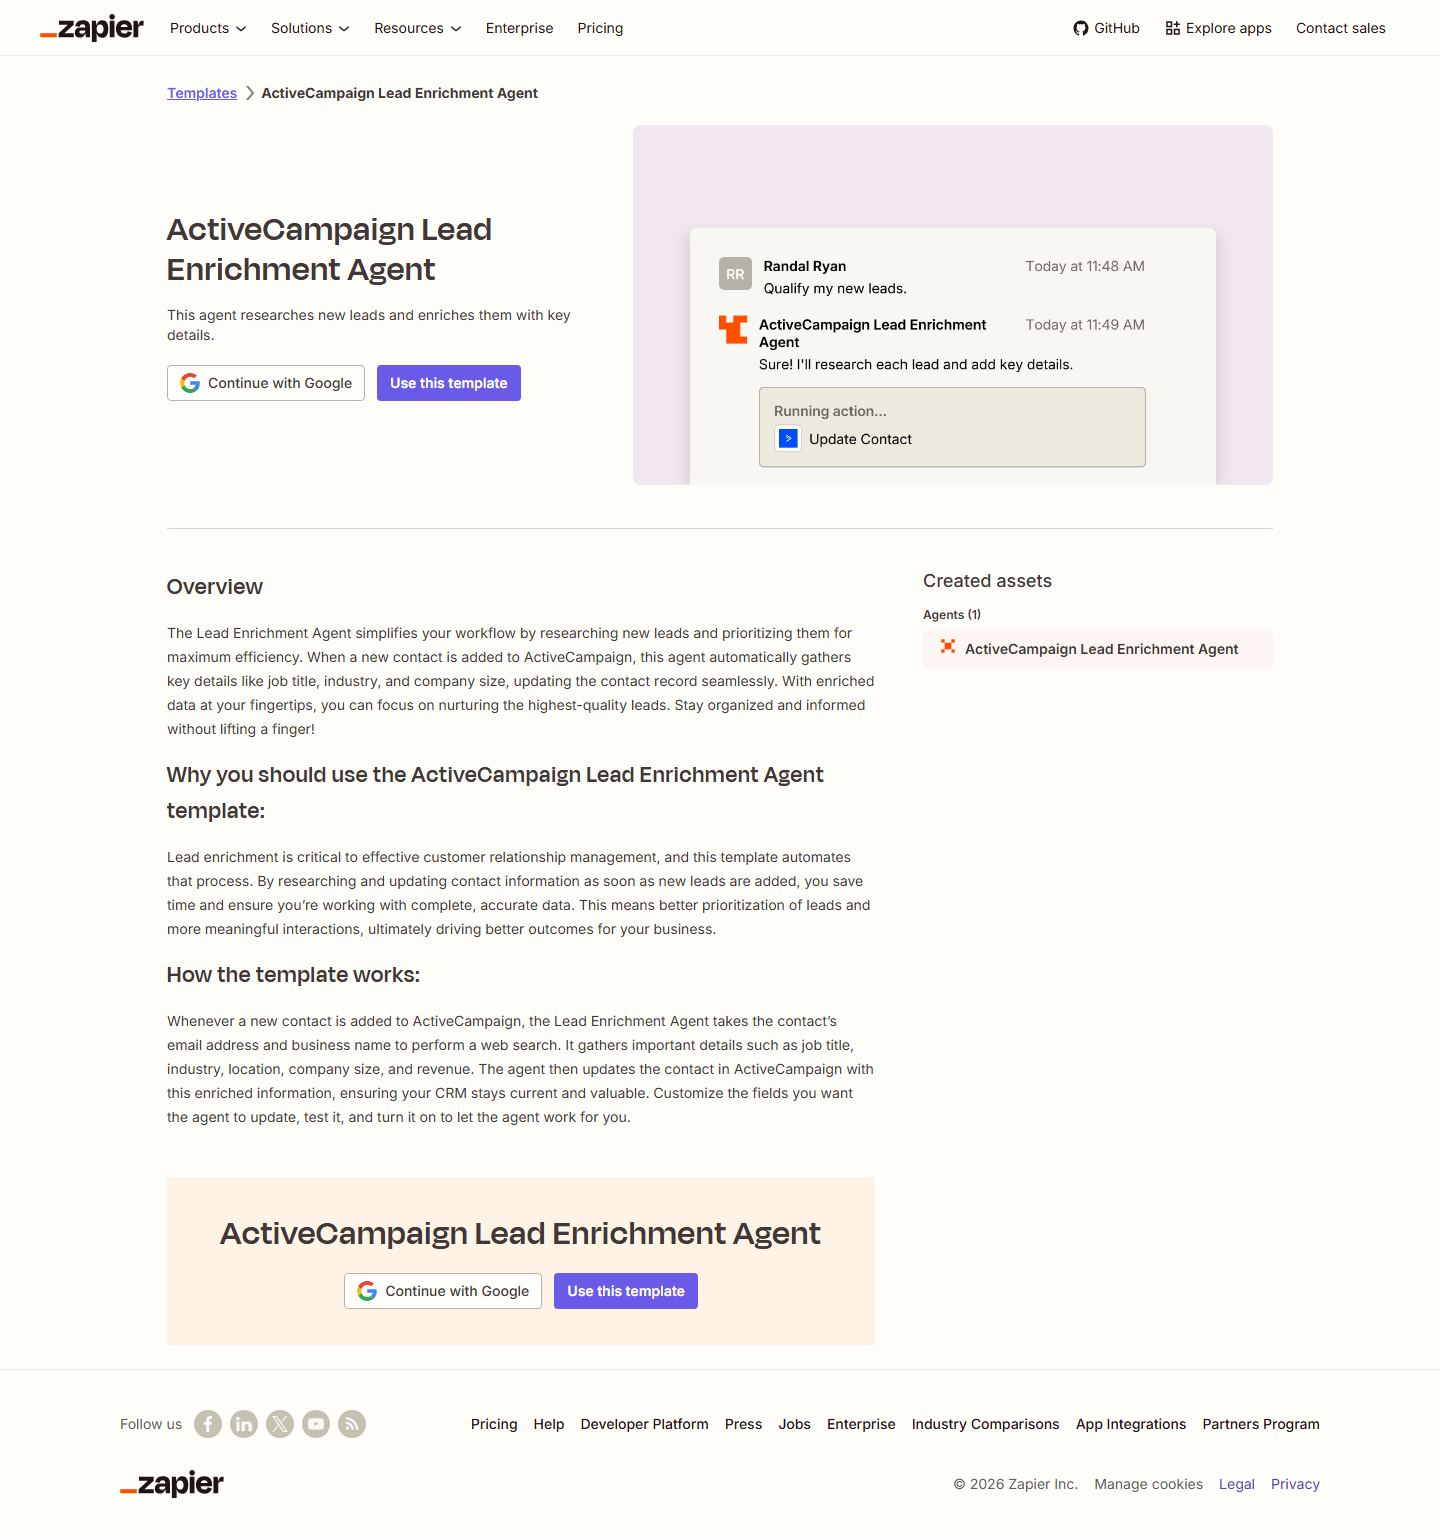 zapier Products Solutions Resources Enterprise Pricing GitHub Explore apps Contact sales
Templates ActiveCampaign Lead Enrichment Agent
ActiveCampaign Lead
Enrichment Agent
This agent researches new leads and enriches them with key
details.
Continue with Google Use this template
RR Randal Ryan Today at 11:48 AM
Qualify my new leads.
ActiveCampaign Lead Enrichment Today at 11:49 AM
Agent
Sure! I'll research each lead and add key details.
Running action...
Update Contact
Overview
The Lead Enrichment Agent simplifies your workflow by researching new leads and prioritizing them for
maximum efficiency. When a new contact is added to ActiveCampaign, this agent automatically gathers
key details like job title, industry, and company size, updating the contact record seamlessly. With enriched
data at your fingertips, you can focus on nurturing the highest-quality leads. Stay organized and informed
without lifting a finger!
Why you should use the ActiveCampaign Lead Enrichment Agent
template:
Lead enrichment is critical to effective customer relationship management, and this template automates
that process. By researching and updating contact information as soon as new leads are added, you save
time and ensure you’re working with complete, accurate data. This means better prioritization of leads and
more meaningful interactions, ultimately driving better outcomes for your business.
How the template works:
Whenever a new contact is added to ActiveCampaign, the Lead Enrichment Agent takes the contact’s
email address and business name to perform a web search. It gathers important details such as job title,
industry, location, company size, and revenue. The agent then updates the contact in ActiveCampaign with
this enriched information, ensuring your CRM stays current and valuable. Customize the fields you want
the agent to update, test it, and turn it on to let the agent work for you.
Created assets
Agents (1)
ActiveCampaign Lead Enrichment Agent
ActiveCampaign Lead Enrichment Agent
Continue with Google Use this template
Follow us Pricing Help Developer Platform Press Jobs Enterprise Industry Comparisons App Integrations Partners Program
zapier © 2026 Zapier Inc. Manage cookies Legal Privacy